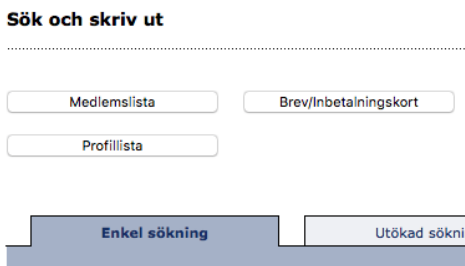 Sök och skriv ut
Medlemslista
Brev/Inbetalningskort
Profillista
Enkel sökning
Utökad sökni